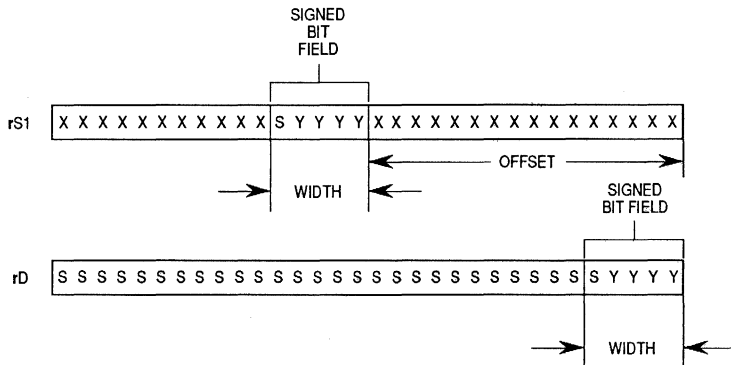 SIGNED
BIT
FIELD
rS1 X X X X X X X X X X X S Y Y Y Y X X X X X X X X X X X X X X X X
OFFSET
WIDTH
SIGNED
BIT FIELD
rD S S S S S S S S S S S S S S S S S S S S S S S S S S S S Y Y Y Y
WIDTH